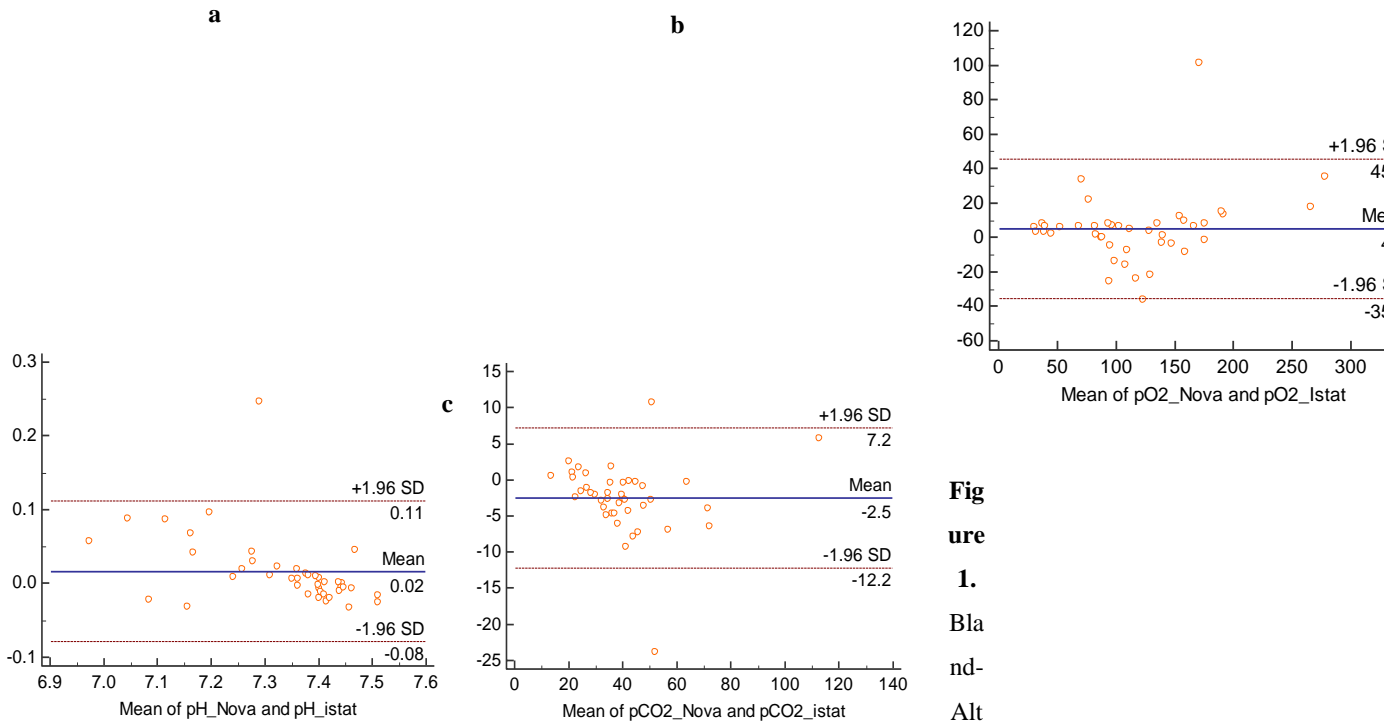 a
b
120
100
80
60
40
20
0
-20
-40
-60
+1.96 S
45
Me
4
-1.96 S
-35
0 50 100 150 200 250 300
Mean of pO2_Nova and pO2_Istat
0.3
0.2
0.1
0.0
-0.1
+1.96 SD
0.11
Mean
0.02
-1.96 SD
-0.08
6.9 7.0 7.1 7.2 7.3 7.4 7.5 7.6
Mean of pH_Nova and pH_istat
c
15
10
5
0
-5
-10
-15
-20
-25
+1.96 SD
7.2
Mean
-2.5
-1.96 SD
-12.2
0 20 40 60 80 100 120 140
Mean of pCO2_Nova and pCO2_istat
Fig
ure
1.
Bla
nd-
Alt